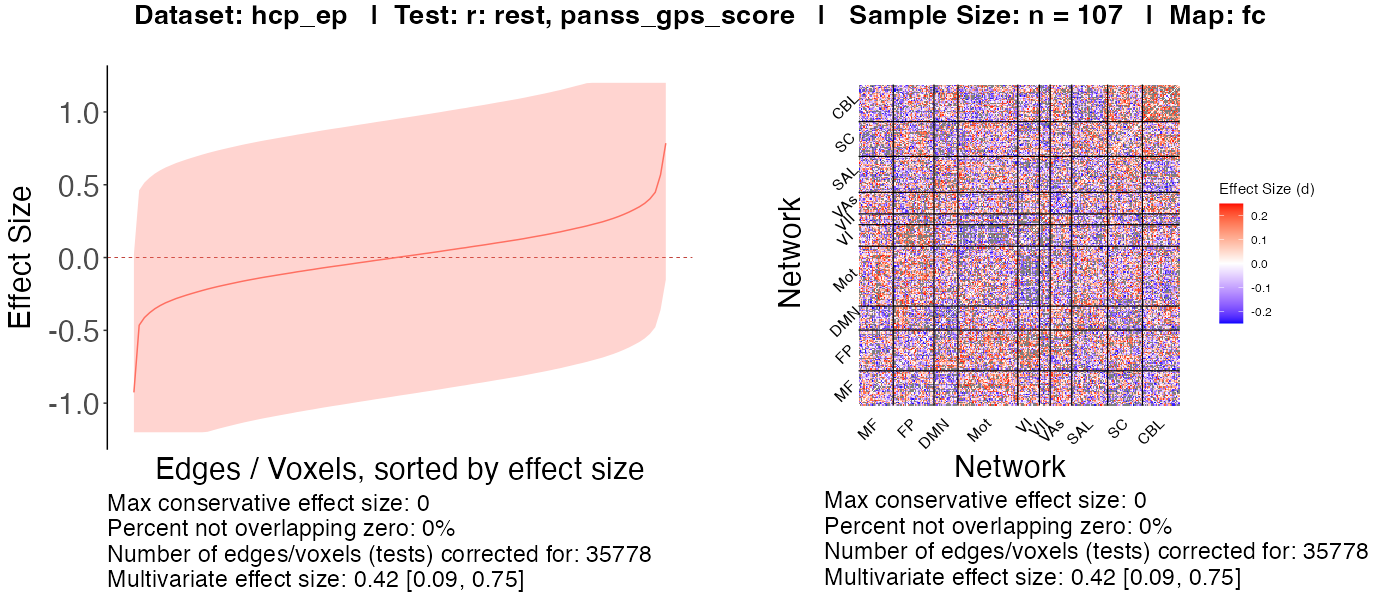 Dataset: hcp_ep | Test: r: rest, panss_gps_score | Sample Size: n = 107 | Map: fc
Effect Size
1.0
0.5
0.0
-0.5
-1.0
Edges / Voxels, sorted by effect size
Max conservative effect size: 0
Percent not overlapping zero: 0%
Number of edges/voxels (tests) corrected for: 35778
Multivariate effect size: 0.42 [0.09, 0.75]
Network
CBL
SC
SAL
VAs
VII
VI
Mot
DMN
FP
MF
MF
FP
DMN
Mot
VI
VII
VAs
SAL
SC
CBL
Network
Effect Size (d)
0.2
0.1
0.0
-0.1
-0.2
Max conservative effect size: 0
Percent not overlapping zero: 0%
Number of edges/voxels (tests) corrected for: 35778
Multivariate effect size: 0.42 [0.09, 0.75]